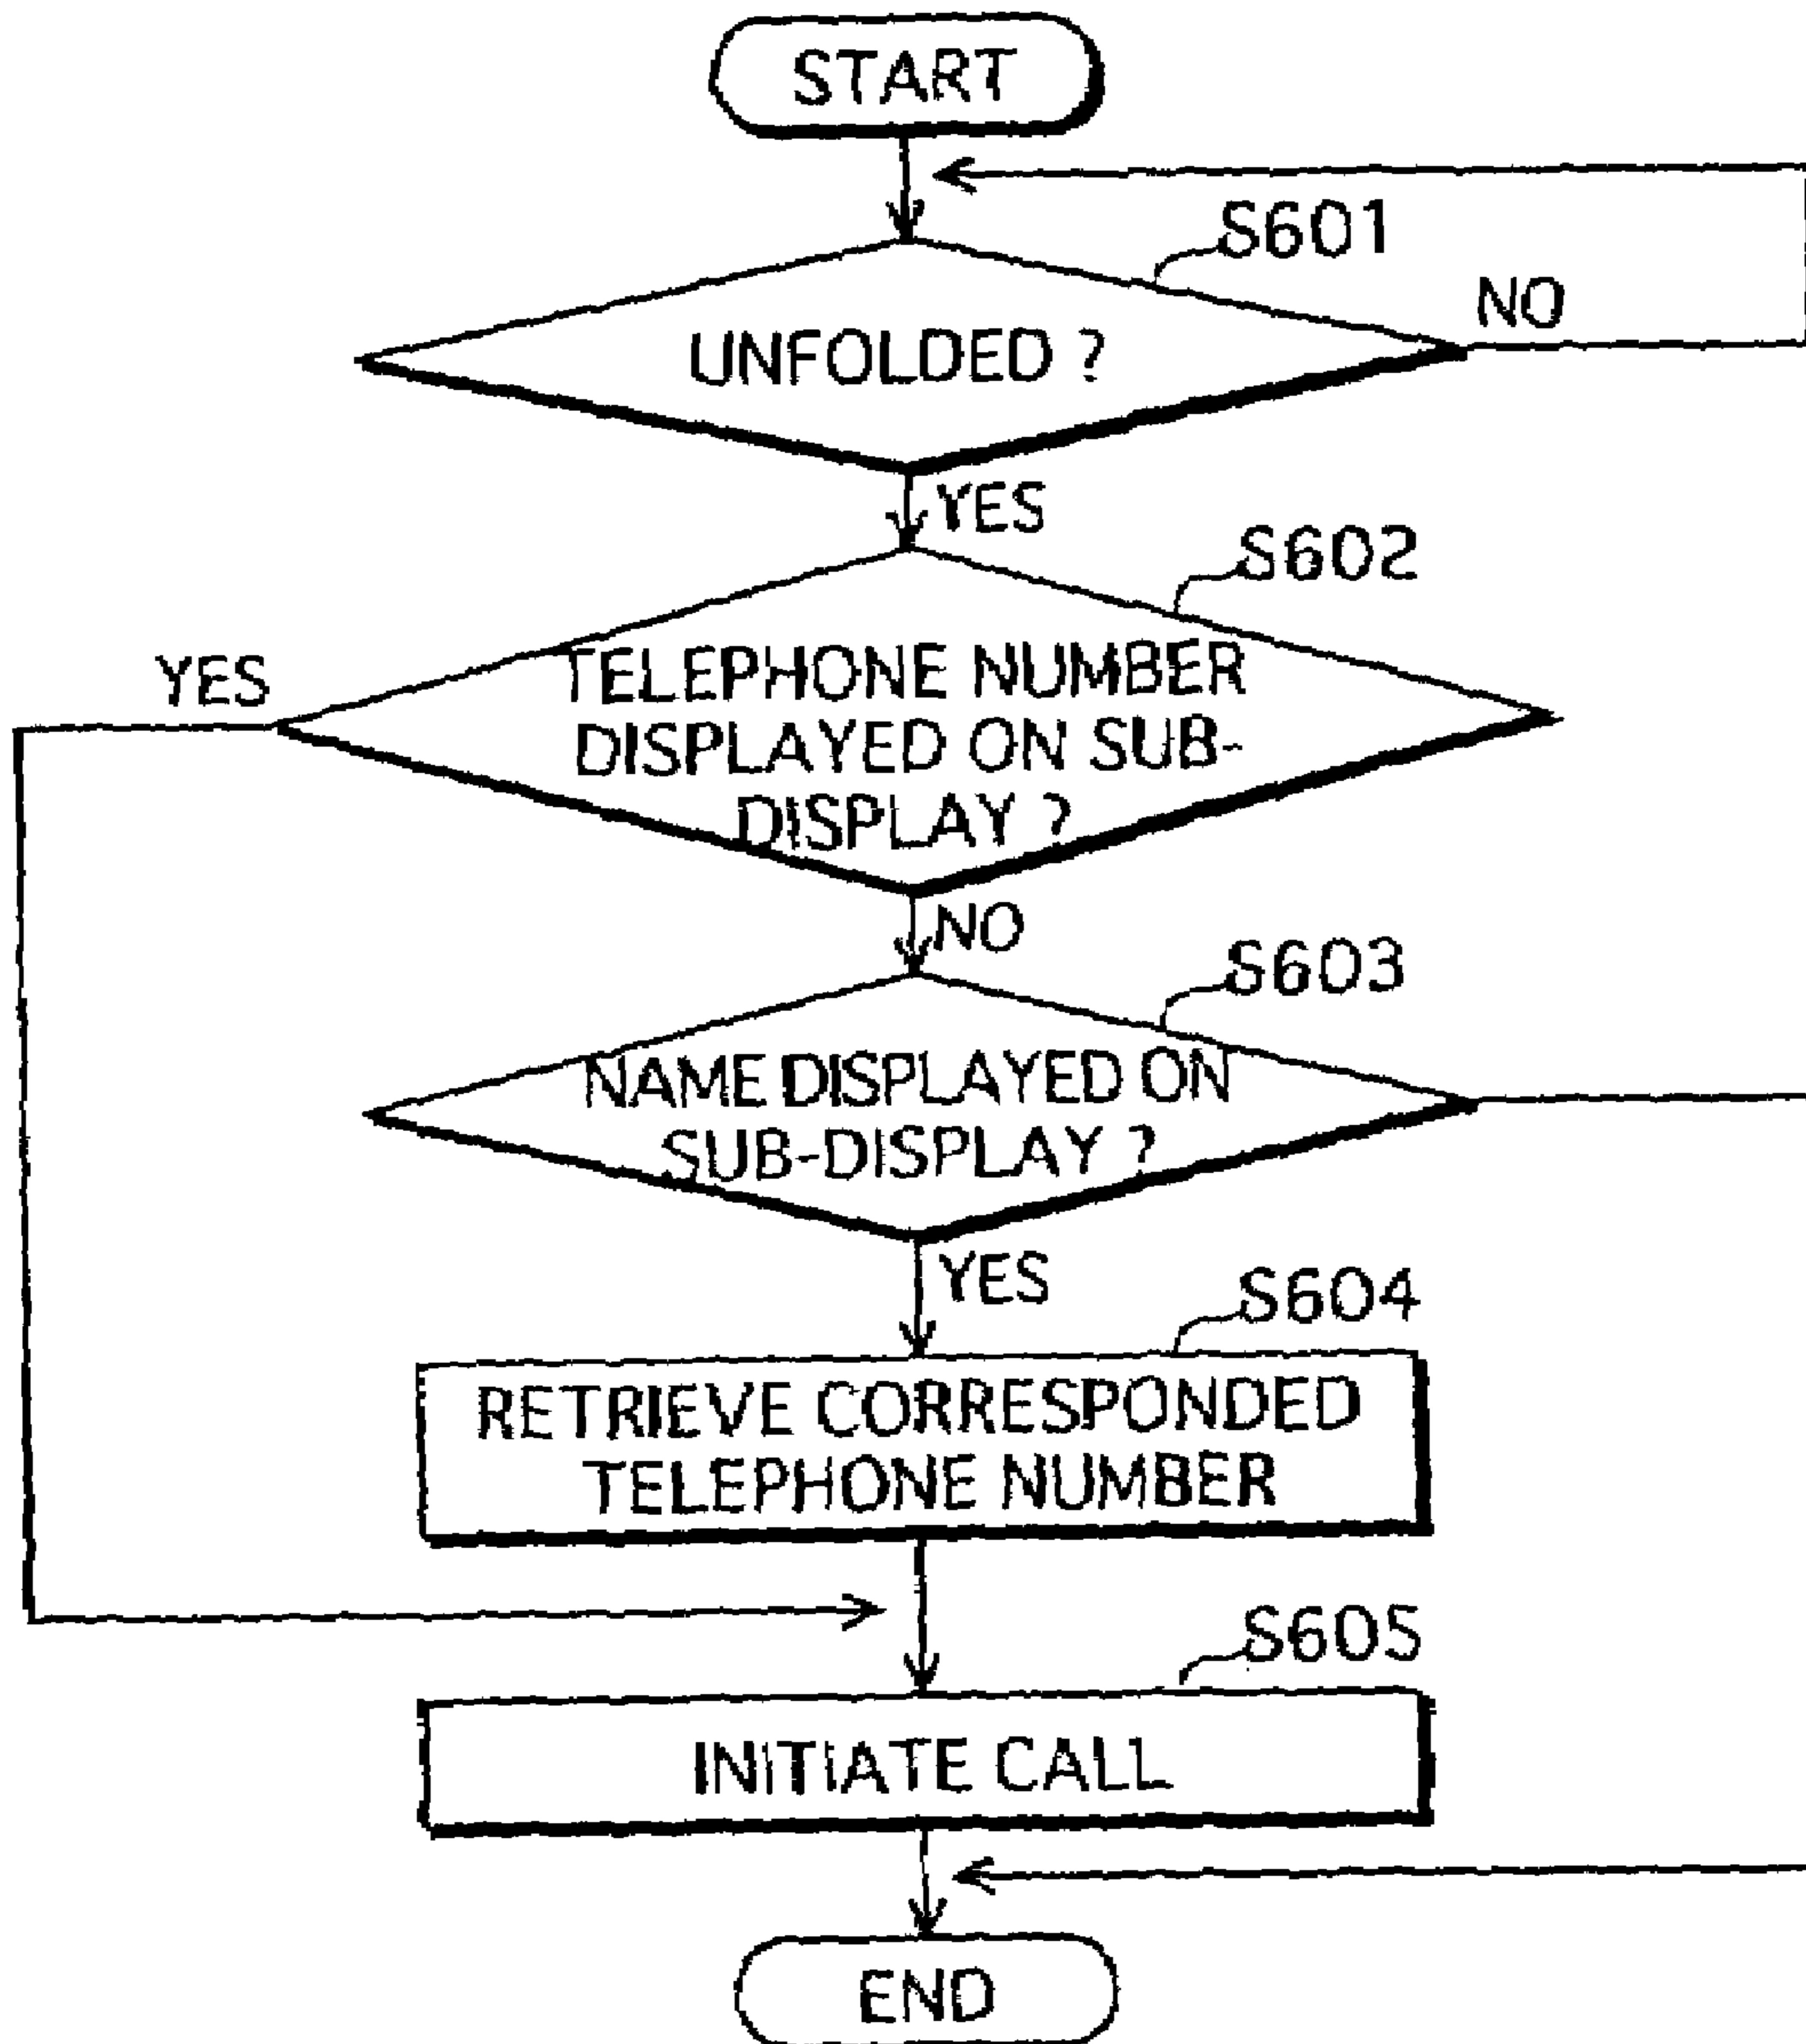 START
S601
NO
UNFOLDED ?
YES
S602
YES
TELEPHONE NUMBER
DISPLAYED ON SUB-
DISPLAY ?
NO
S603
NAME DISPLAYED ON
SUB-DISPLAY ?
YES
S604
RETRIEVE CORRESPONDED
TELEPHONE NUMBER
S605
INITIATE CALL
END